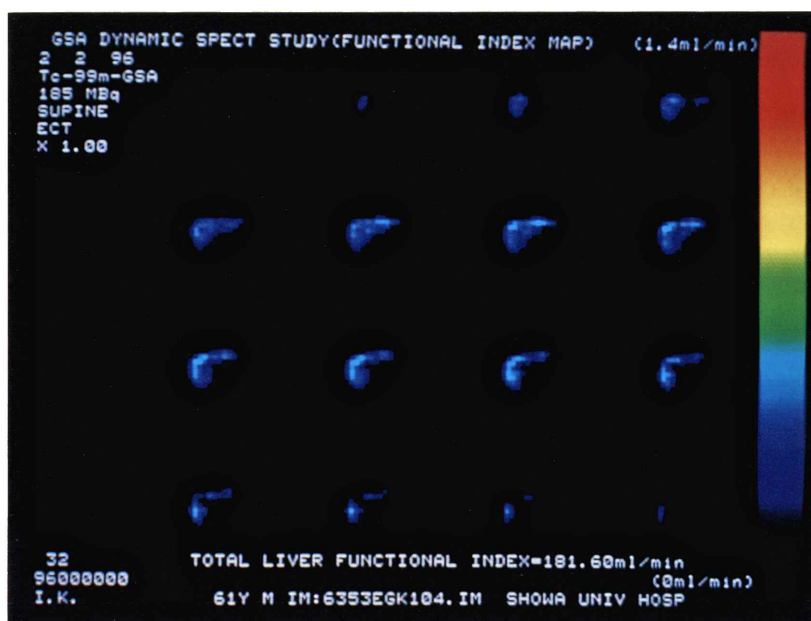 GSA DYNAMIC SPECT STUDY(FUNCTIONAL INDEX MAP) (1.4ml/min)
2 2 96
Tc-99m-GSA
185 MBq
SUPINE
ECT
X 1.00
32 TOTAL LIVER FUNCTIONAL INDEX=181.60ml/min
96000000 (0ml/min)
I.K. 61Y M IM:6353EGK104.IM SHOWA UNIV HOSP